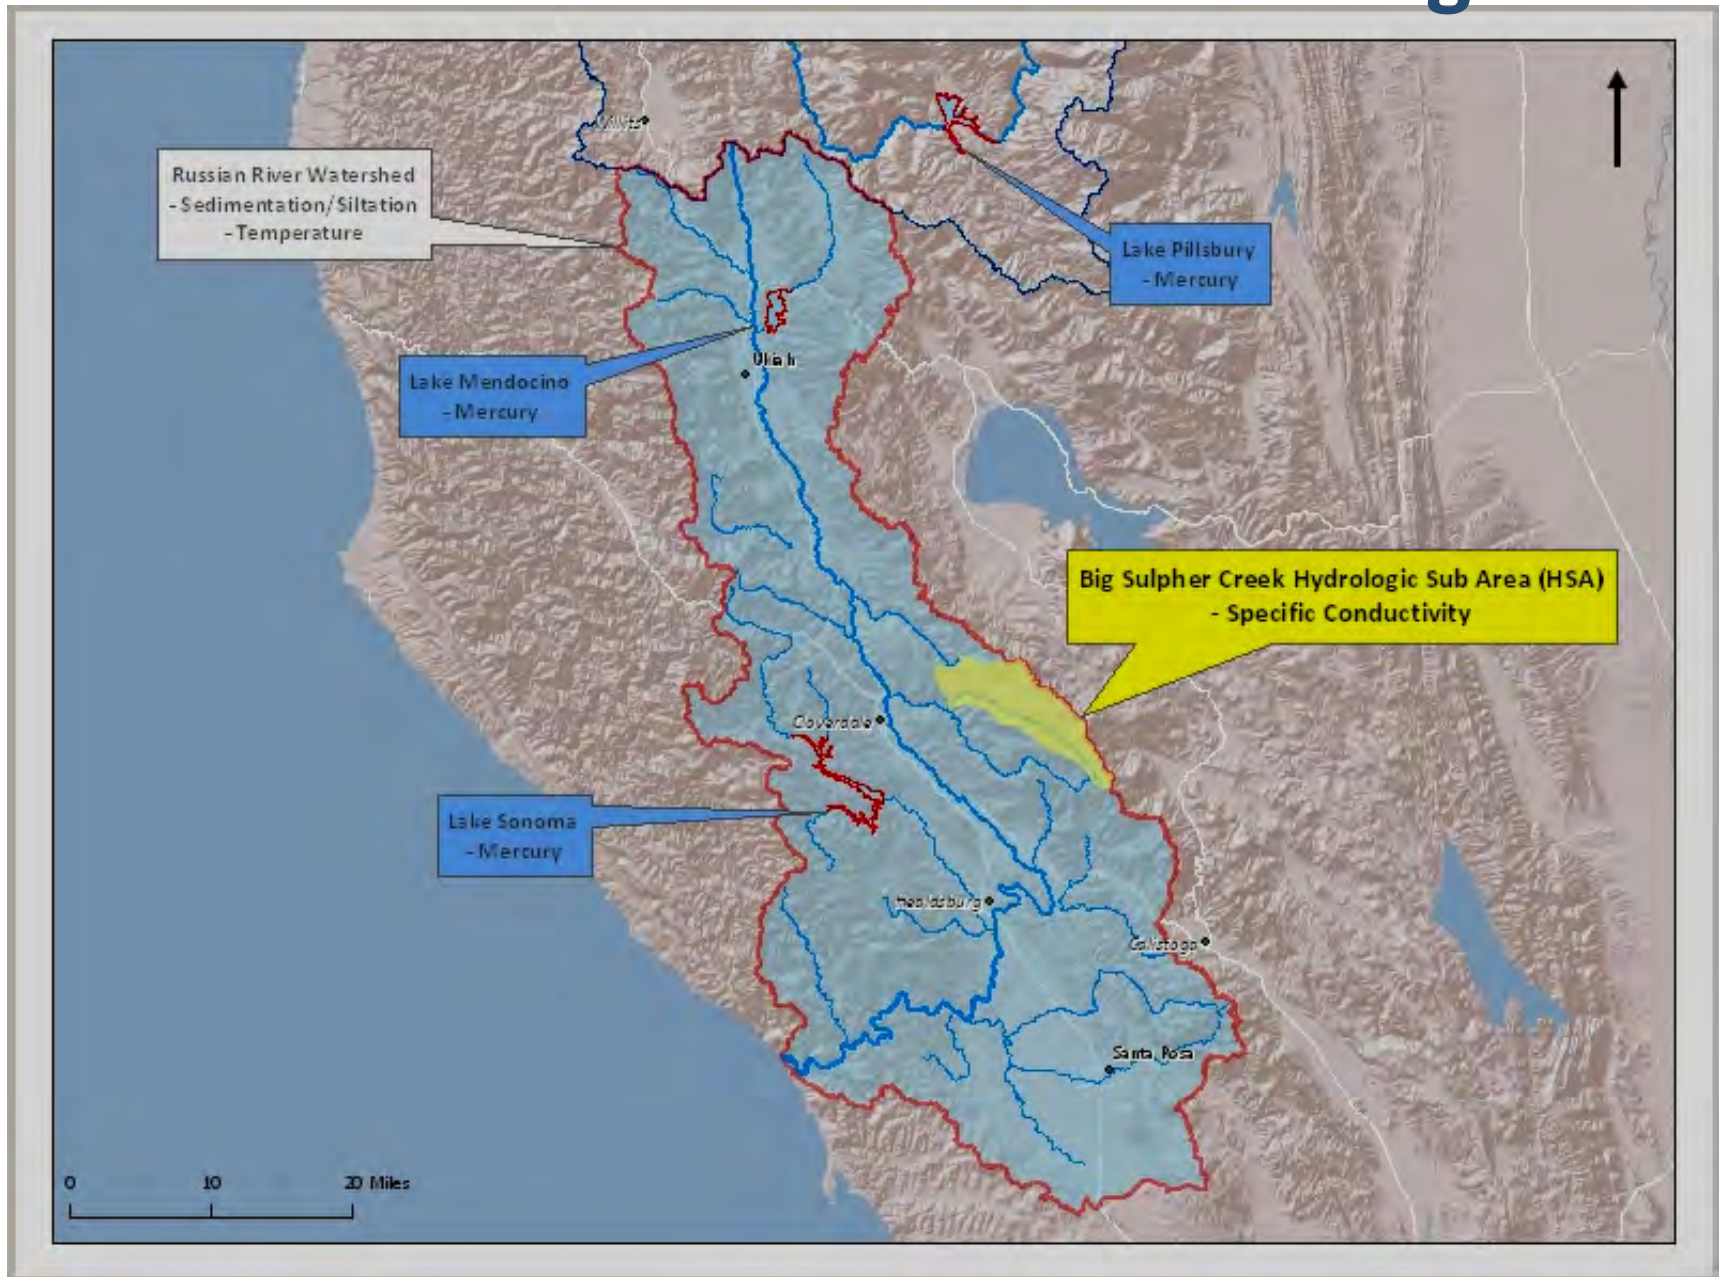 g
Willits
Russian River Watershed
- Sedimentation/Siltation
- Temperature
Lake Pillsbury
- Mercury
Ukiah
Lake Mendocino
- Mercury
Big Sulpher Creek Hydrologic Sub Area (HSA)
- Specific Conductivity
Cloverdale
Lake Sonoma
- Mercury
Healdsburg
Calistoga
Santa Rosa
0 10 20 Miles